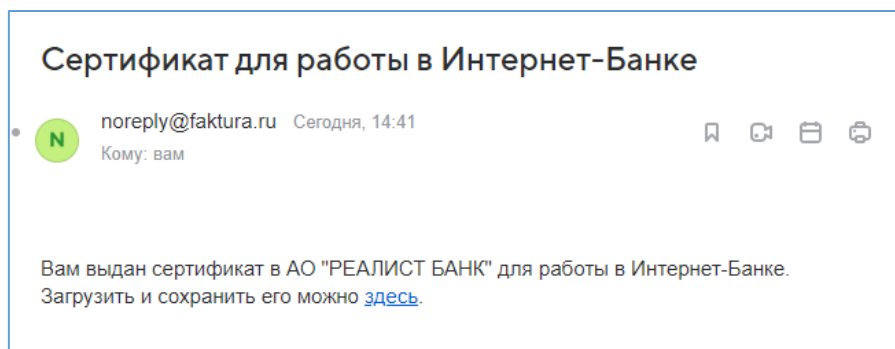 Сертификат для работы в Интернет-Банке
N
noreply@faktura.ru Сегодня, 14:41
Кому: вам
Вам выдан сертификат в АО "РЕАЛИСТ БАНК" для работы в Интернет-Банке.
Загрузить и сохранить его можно здесь.